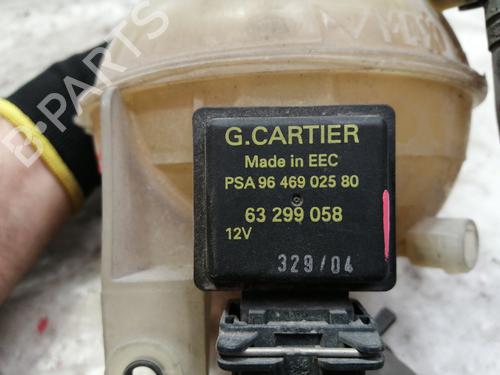 B-PARTS
G.CARTIER
Made in EEC
PSA 96 469 025 80
63 299 058
12V
329/04